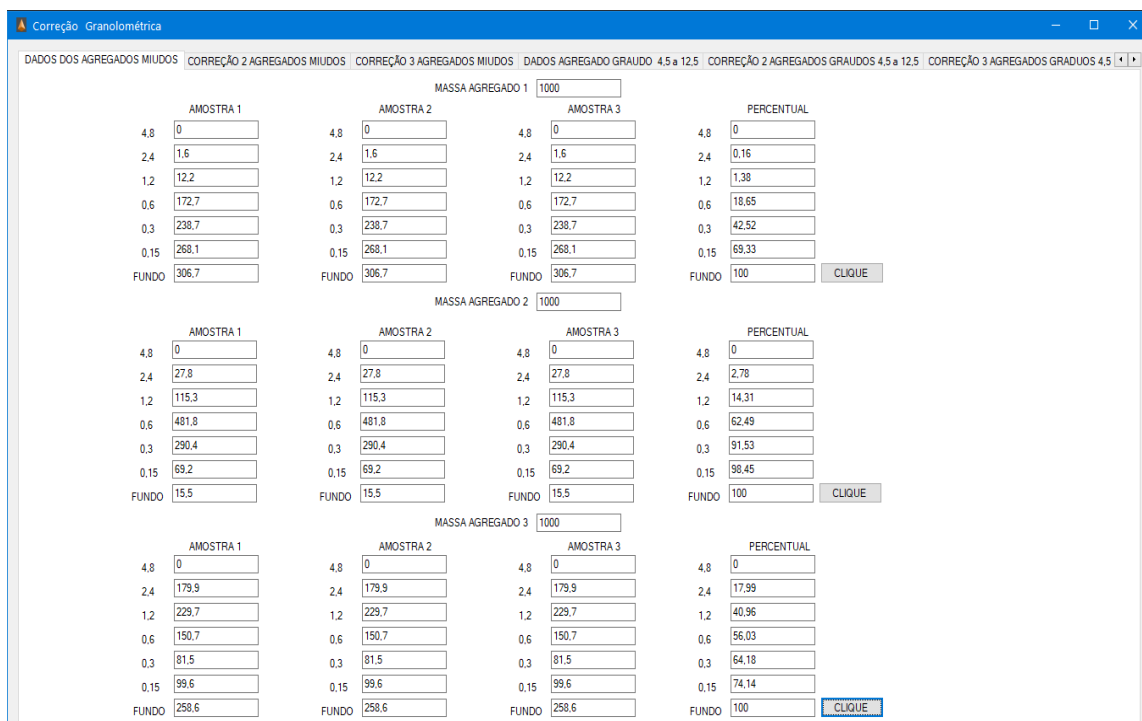 Correção Granolométrica
DADOS DOS AGREGADOS MIUDOS CORREÇÃO 2 AGREGADOS MIUDOS CORREÇÃO 3 AGREGADOS MIUDOS DADOS AGREGADO GRAUDO 4,5 a 12,5 CORREÇÃO 2 AGREGADOS GRAUDOS 4,5 a 12,5 CORREÇÃO 3 AGREGADOS GRADUOS 4,5
MASSA AGREGADO 1 1000
AMOSTRA 1 AMOSTRA 2 AMOSTRA 3 PERCENTUAL
4,8 0 4,8 0 4,8 0 4,8 0
2,4 1,6 2,4 1,6 2,4 1,6 2,4 0,16
1,2 12,2 1,2 12,2 1,2 12,2 1,2 1,38
0,6 172,7 0,6 172,7 0,6 172,7 0,6 18,65
0,3 238,7 0,3 238,7 0,3 238,7 0,3 42,52
0,15 268,1 0,15 268,1 0,15 268,1 0,15 69,33
FUNDO 306,7 FUNDO 306,7 FUNDO 306,7 FUNDO 100 CLIQUE
MASSA AGREGADO 2 1000
AMOSTRA 1 AMOSTRA 2 AMOSTRA 3 PERCENTUAL
4,8 0 4,8 0 4,8 0 4,8 0
2,4 27,8 2,4 27,8 2,4 27,8 2,4 2,78
1,2 115,3 1,2 115,3 1,2 115,3 1,2 14,31
0,6 481,8 0,6 481,8 0,6 481,8 0,6 62,49
0,3 290,4 0,3 290,4 0,3 290,4 0,3 91,53
0,15 69,2 0,15 69,2 0,15 69,2 0,15 98,45
FUNDO 15,5 FUNDO 15,5 FUNDO 15,5 FUNDO 100 CLIQUE
MASSA AGREGADO 3 1000
AMOSTRA 1 AMOSTRA 2 AMOSTRA 3 PERCENTUAL
4,8 0 4,8 0 4,8 0 4,8 0
2,4 179,9 2,4 179,9 2,4 179,9 2,4 17,99
1,2 229,7 1,2 229,7 1,2 229,7 1,2 40,96
0,6 150,7 0,6 150,7 0,6 150,7 0,6 56,03
0,3 81,5 0,3 81,5 0,3 81,5 0,3 64,18
0,15 99,6 0,15 99,6 0,15 99,6 0,15 74,14
FUNDO 258,6 FUNDO 258,6 FUNDO 258,6 FUNDO 100 CLIQUE